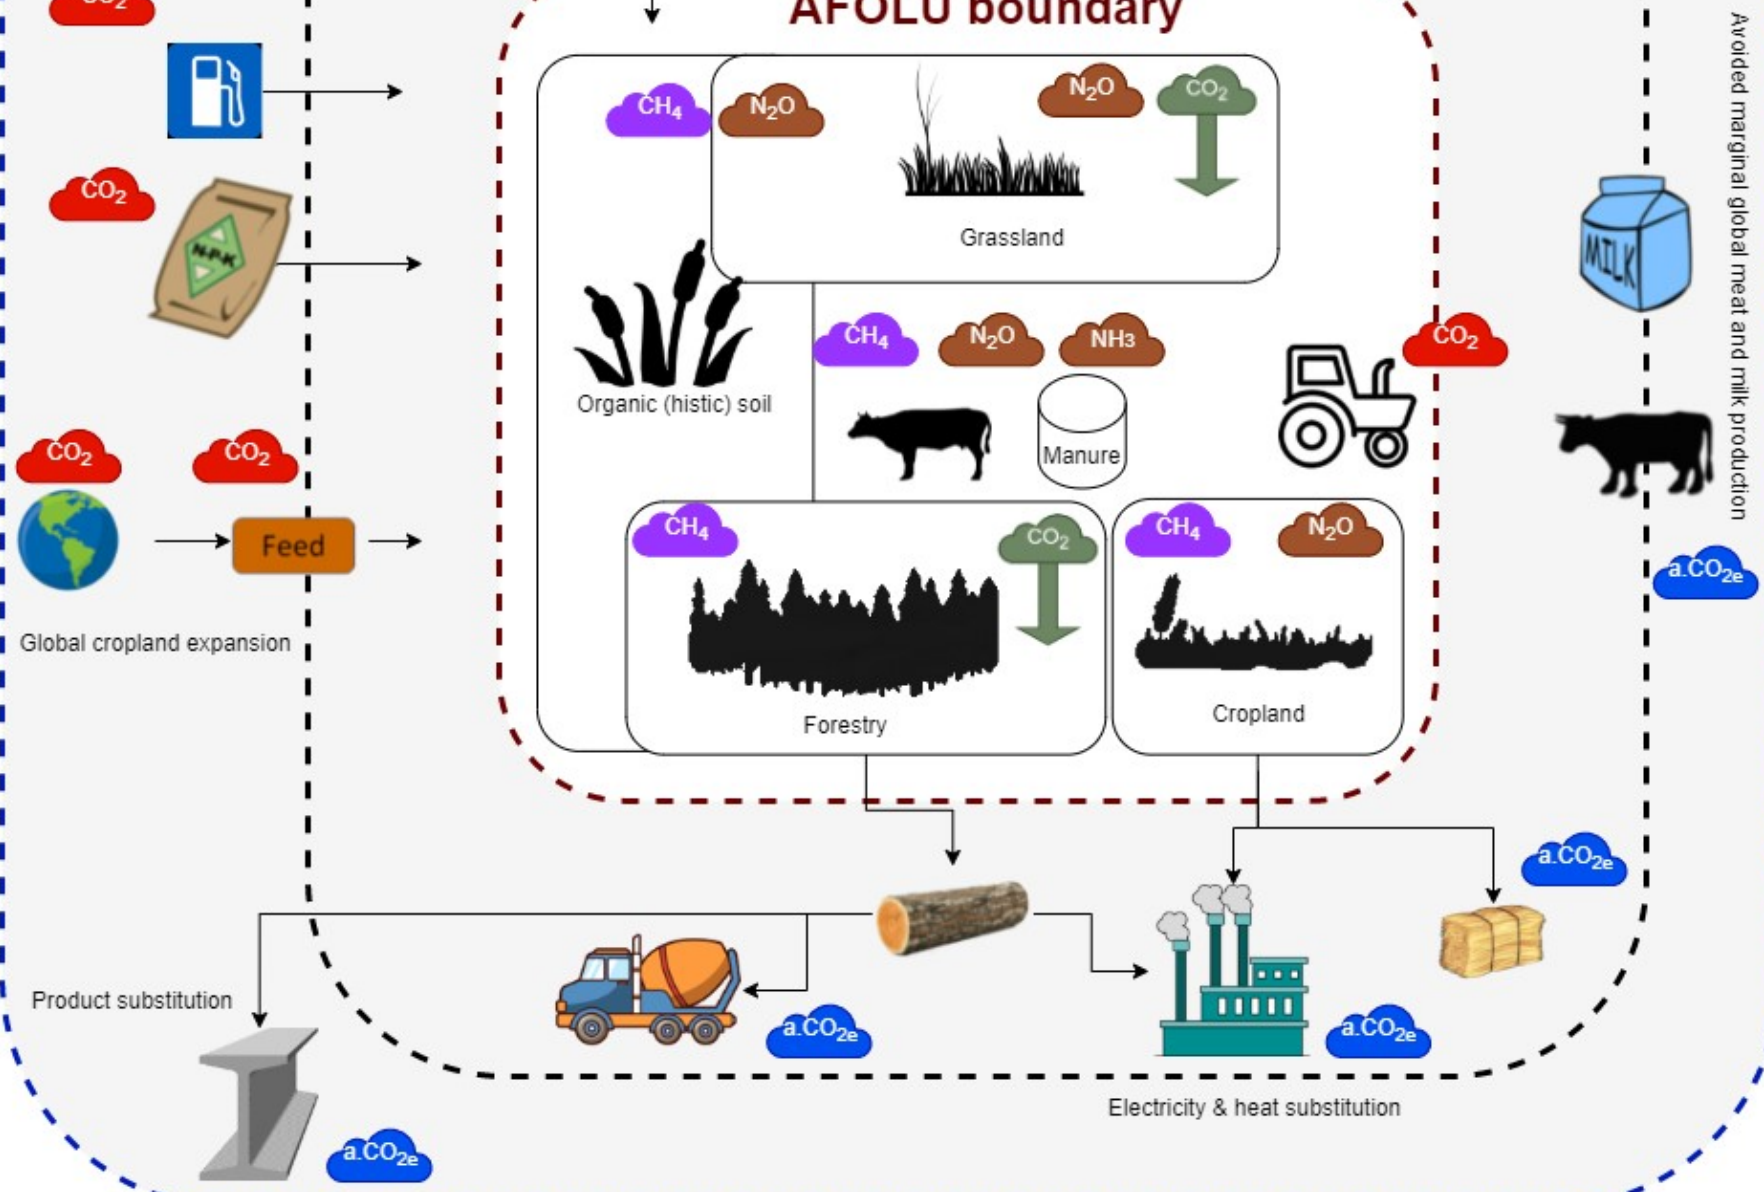 CO2
AFOLU boundary
CH4
N2O
N2O
CO2
Grassland
CO2
N-P-K
Organic (histic) soil
CH4
N2O
NH3
CO2
Manure
MILK
Avoided marginal global meat and milk production
CO2
CO2
Feed
Global cropland expansion
CH4
CO2
Forestry
CH4
N2O
Cropland
a.CO2e
a.CO2e
Product substitution
a.CO2e
a.CO2e
Electricity & heat substitution
a.CO2e